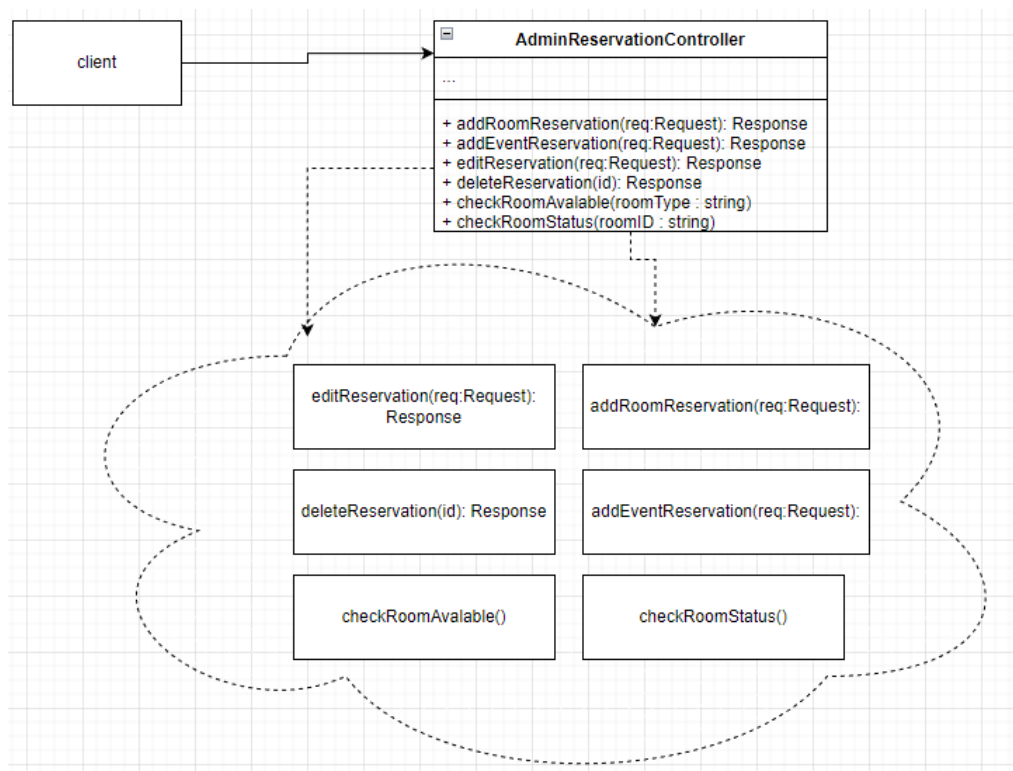 client
AdminReservationController
...
+ addRoomReservation(req:Request): Response
+ addEventReservation(req:Request): Response
+ editReservation(req:Request): Response
+ deleteReservation(id): Response
+ checkRoomAvalable(roomType : string)
+ checkRoomStatus(roomID : string)
editReservation(req:Request):
Response
addRoomReservation(req:Request):
deleteReservation(id): Response
addEventReservation(req:Request):
checkRoomAvalable()
checkRoomStatus()